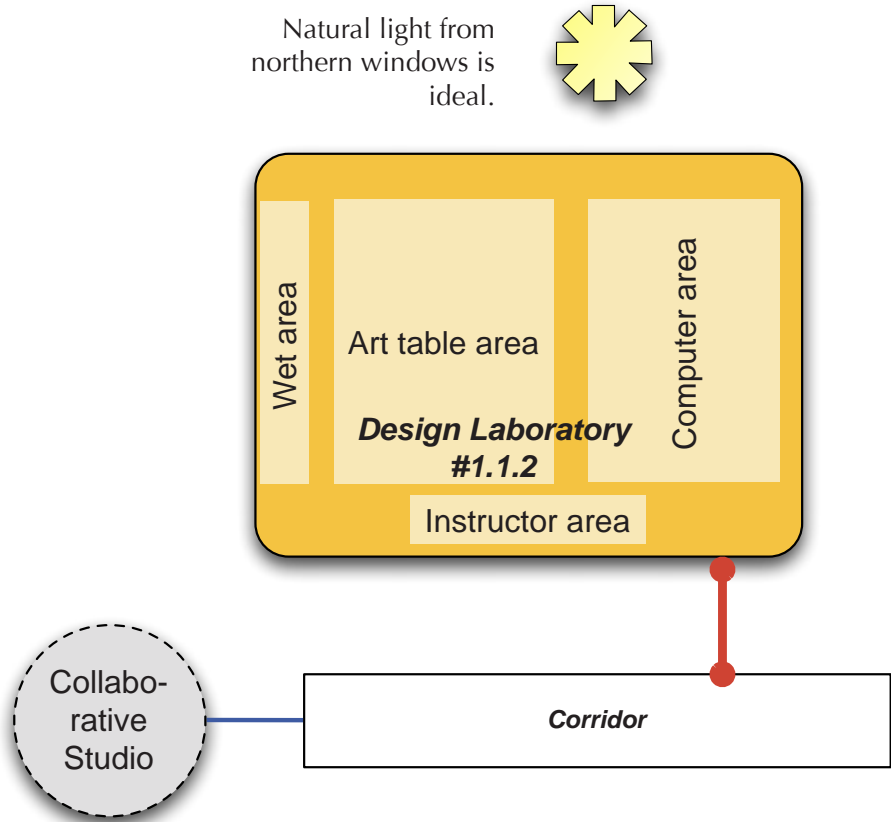 Natural light from
northern windows is
ideal.
Wet area
Art table area
Computer area
Design Laboratory
#1.1.2
Instructor area
Collabo-
rative
Studio
Corridor